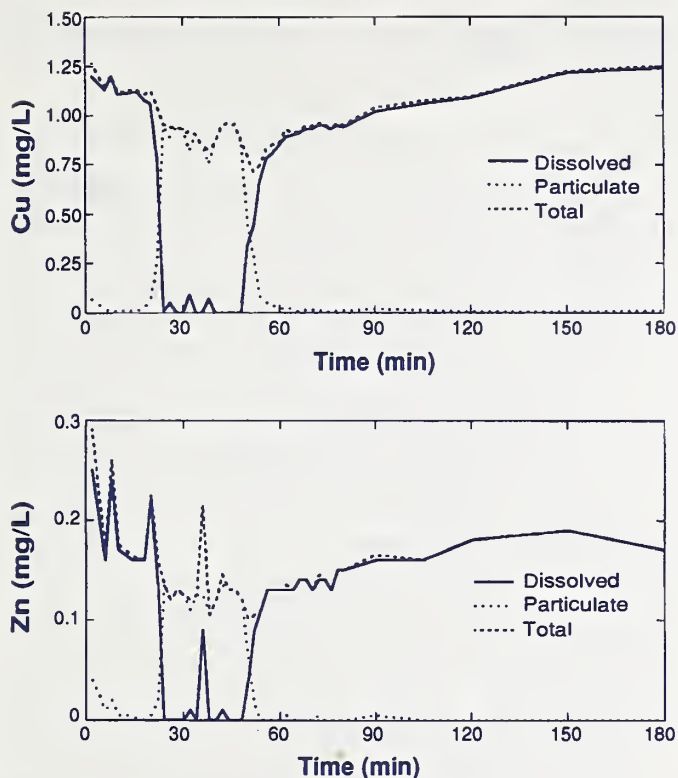 1.50
1.25
1.00
0.75
0.50
0.25
0
Cu (mg/L)
Dissolved
Particulate
Total
0 30 60 90 120 150 180
Time (min)
0.3
0.2
0.1
0
Zn (mg/L)
Dissolved
Particulate
Total
0 30 60 90 120 150 180
Time (min)